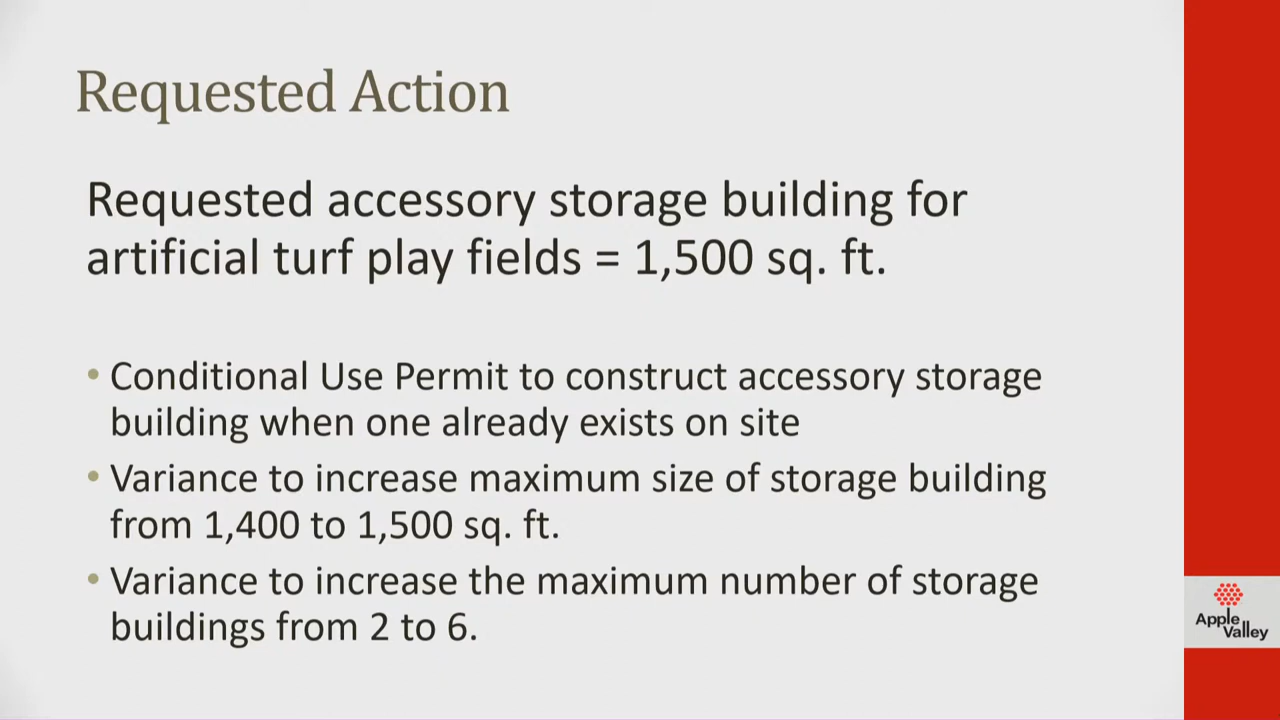 Requested Action
Requested accessory storage building for
artificial turf play fields = 1,500 sq. ft.
• Conditional Use Permit to construct accessory storage
building when one already exists on site
• Variance to increase maximum size of storage building
from 1,400 to 1,500 sq. ft.
• Variance to increase the maximum number of storage
buildings from 2 to 6.
Apple
Valley